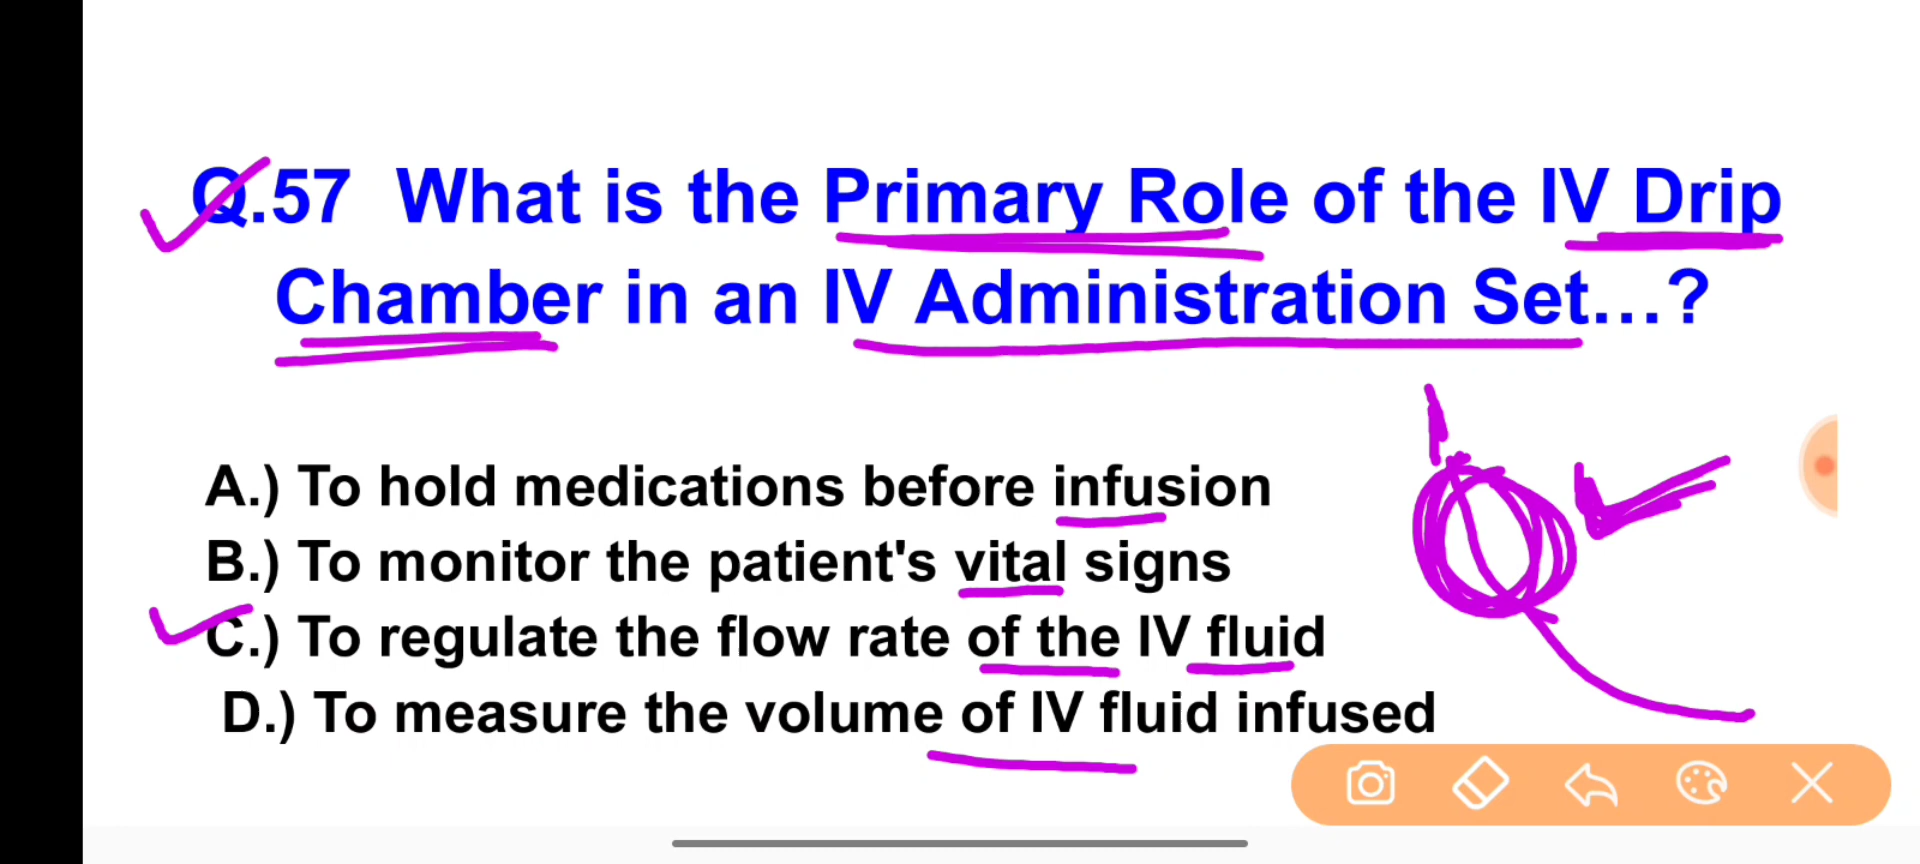 Q.57 What is the Primary Role of the IV Drip
Chamber in an IV Administration Set...?
A.) To hold medications before infusion
B.) To monitor the patient's vital signs
C.) To regulate the flow rate of the IV fluid
D.) To measure the volume of IV fluid infused